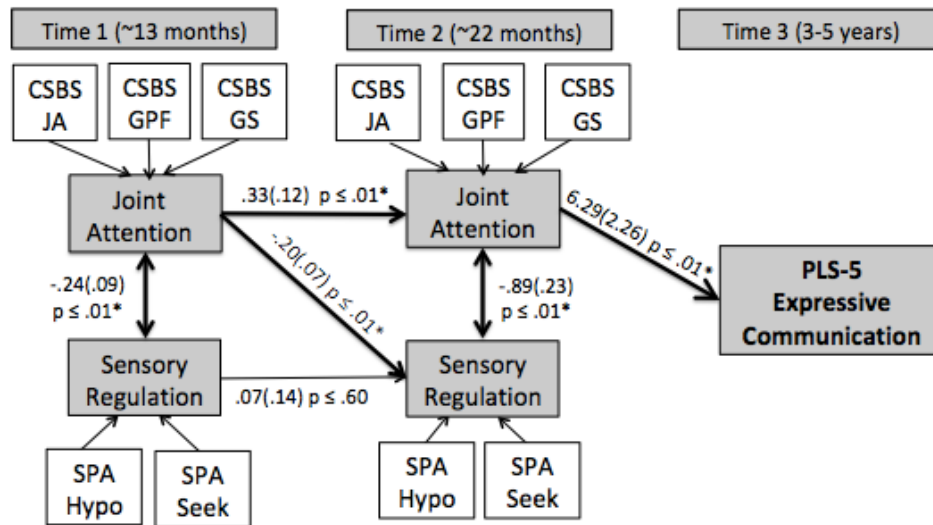 Time 1 (~13 months)
Time 2 (~22 months)
Time 3 (3-5 years)
CSBS
JA
CSBS
GPF
CSBS
GS
CSBS
JA
CSBS
GPF
CSBS
GS
Joint
Attention
.33(.12) p ≤ .01*
Joint
Attention
6.29(2.26) p ≤ .01*
-.24(.09)
p ≤ .01*
-.20(.07) p ≤ .01*
-.89(.23)
p ≤ .01*
PLS-5
Expressive
Communication
Sensory
Regulation
.07(.14) p ≤ .60
Sensory
Regulation
SPA
Hypo
SPA
Seek
SPA
Hypo
SPA
Seek